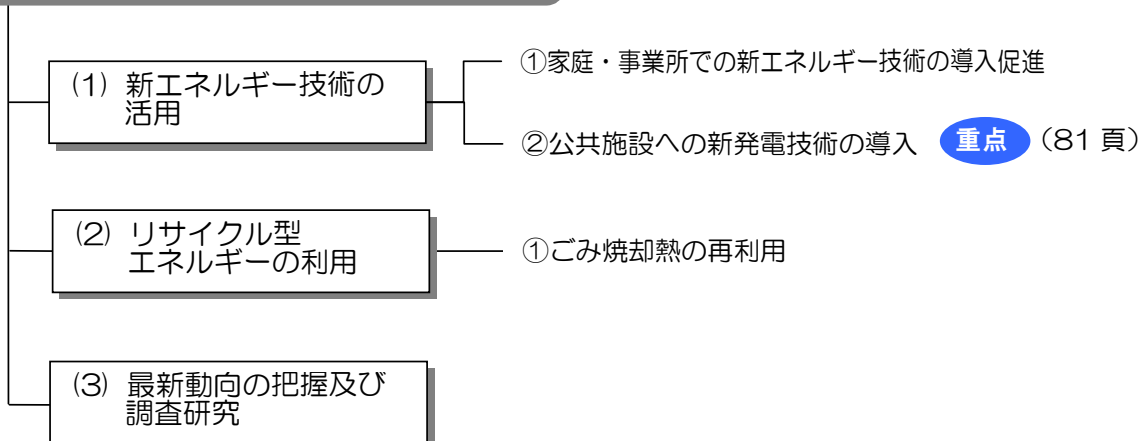 (1) 新エネルギー技術の
活用
①家庭・事業所での新エネルギー技術の導入促進
②公共施設への新発電技術の導入 重点 (81 頁)
(2) リサイクル型
エネルギーの利用
①ごみ焼却熱の再利用
(3) 最新動向の把握及び
調査研究